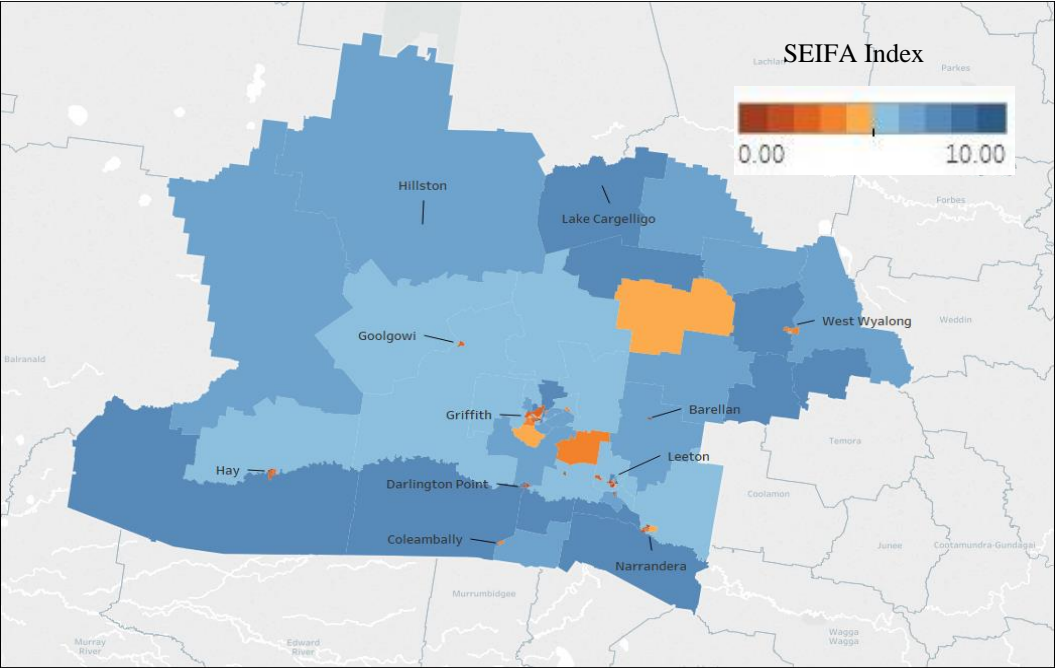 SEIFA Index
Lachlan
Parkes
0.00
10.00
Hillston
Forbes
Lake Cargelligo
West Wyalong
Weddin
Goolgowi
Balranald
Griffith
Barellan
Temora
Leeton
Hay
Darlington Point
Coolamon
Coleambally
Junee
Cootamundra-Gundagai
Narrandera
Murrumbidgee
Murray
River
Edward
River
Wagga
Wagga